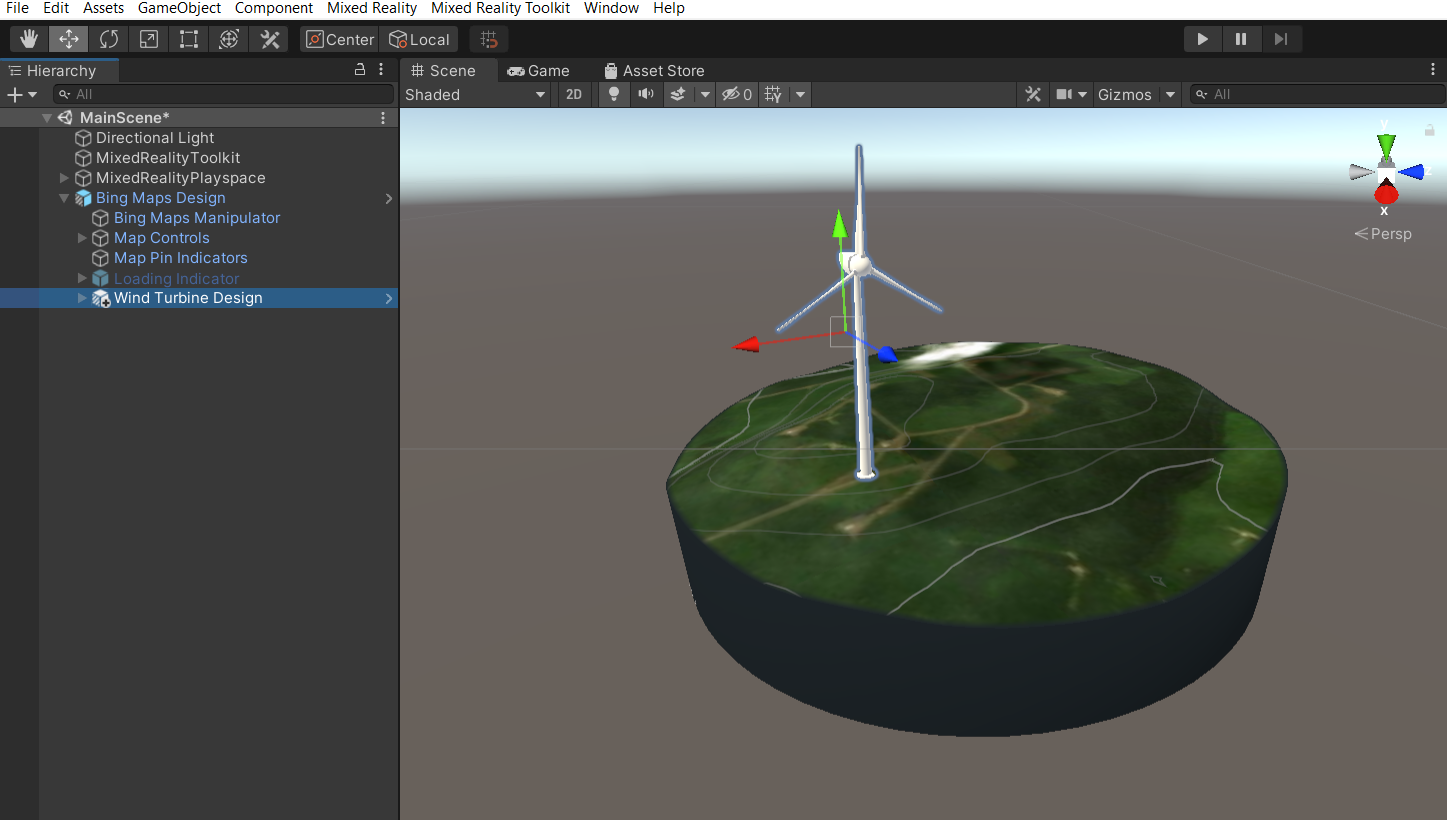 File Edit Assets GameObject Component Mixed Reality Mixed Reality Toolkit Window Help
Center Local
Hierarchy
All
MainScene*
Directional Light
MixedRealityToolkit
MixedRealityPlayspace
Bing Maps Design
Bing Maps Manipulator
Map Controls
Map Pin Indicators
Loading Indicator
Wind Turbine Design
Scene Game Asset Store
Shaded 2D 0 Gizmos All
y
z
x
Persp